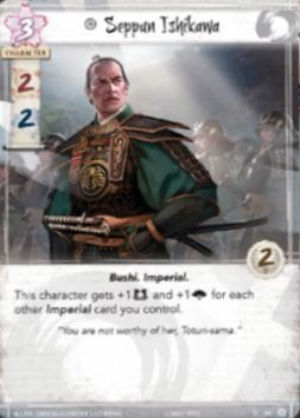 3
Seppun Ishikawa
CHARACTER
2
2
2
Bushi. Imperial.
This character gets +1 and +1 for each
other Imperial card you control.
"You are not worthy of her, Toturi-sama."